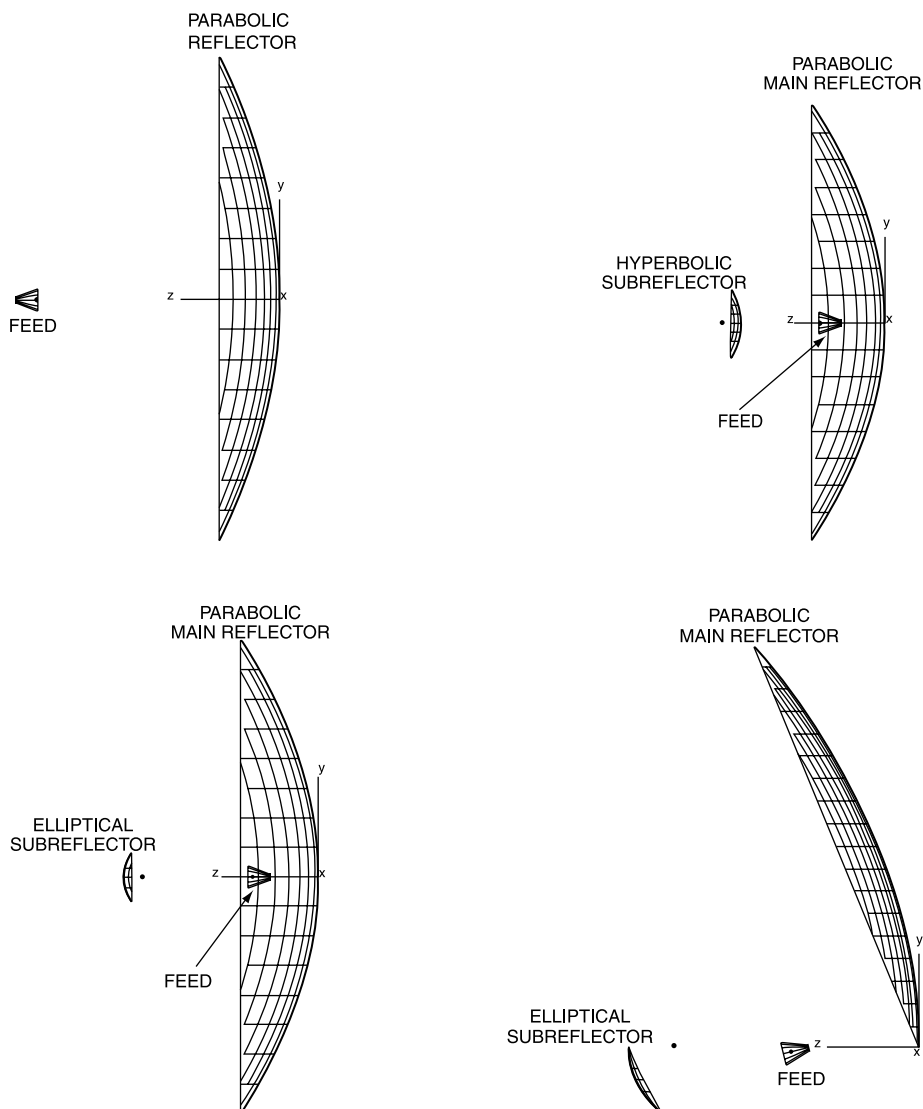 PARABOLIC
REFLECTOR
y
z
x
FEED
PARABOLIC
MAIN REFLECTOR
y
HYPERBOLIC
SUBREFLECTOR
z
x
FEED
PARABOLIC
MAIN REFLECTOR
y
ELLIPTICAL
SUBREFLECTOR
z
x
FEED
PARABOLIC
MAIN REFLECTOR
y
ELLIPTICAL
SUBREFLECTOR
z
x
FEED